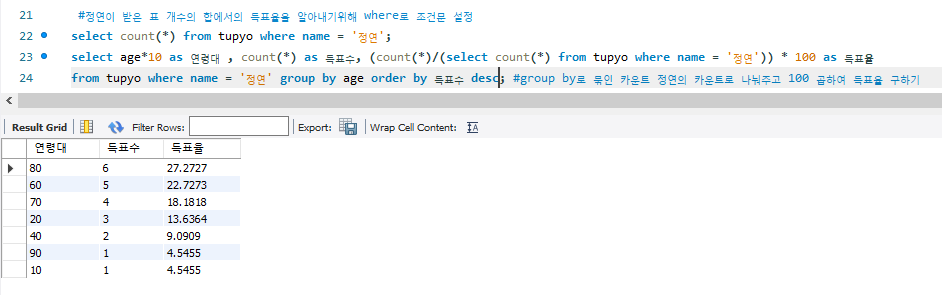 21 #정연이 받은 표 개수의 합에서의 득표율을 알아내기위해 where로 조건문 설정
22 select count(*) from tupyo where name = '정연';
23 select age*10 as 연령대 , count(*) as 득표수, (count(*)/(select count(*) from tupyo where name = '정연')) * 100 as 득표율
24 from tupyo where name = '정연' group by age order by 득표수 desc; #group by로 묶인 카운트 정연의 카운트로 나눠주고 100 곱하여 득표율 구하기
Result Grid Filter Rows: Export: Wrap Cell Content:
연령대 득표수 득표율
80 6 27.2727
60 5 22.7273
70 4 18.1818
20 3 13.6364
40 2 9.0909
90 1 4.5455
10 1 4.5455